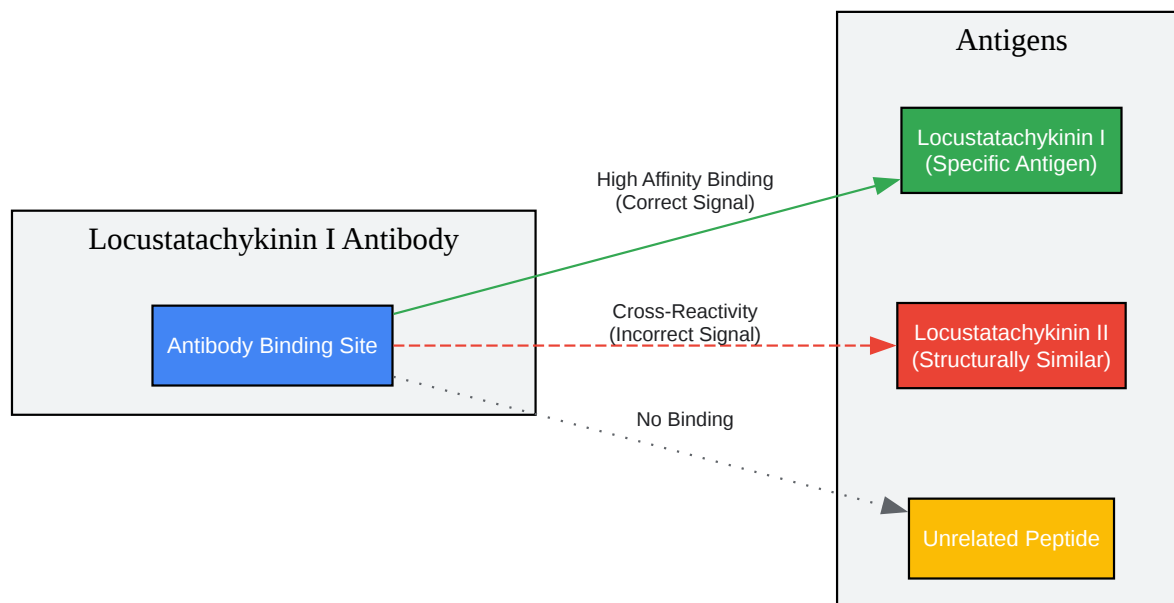 Antigens
Locustatachykinin I
(Specific Antigen)
High Affinity Binding
(Correct Signal)
Locustatachykinin I Antibody
Antibody Binding Site
Cross-Reactivity
(Incorrect Signal)
Locustatachykinin II
(Structurally Similar)
No Binding
Unrelated Peptide